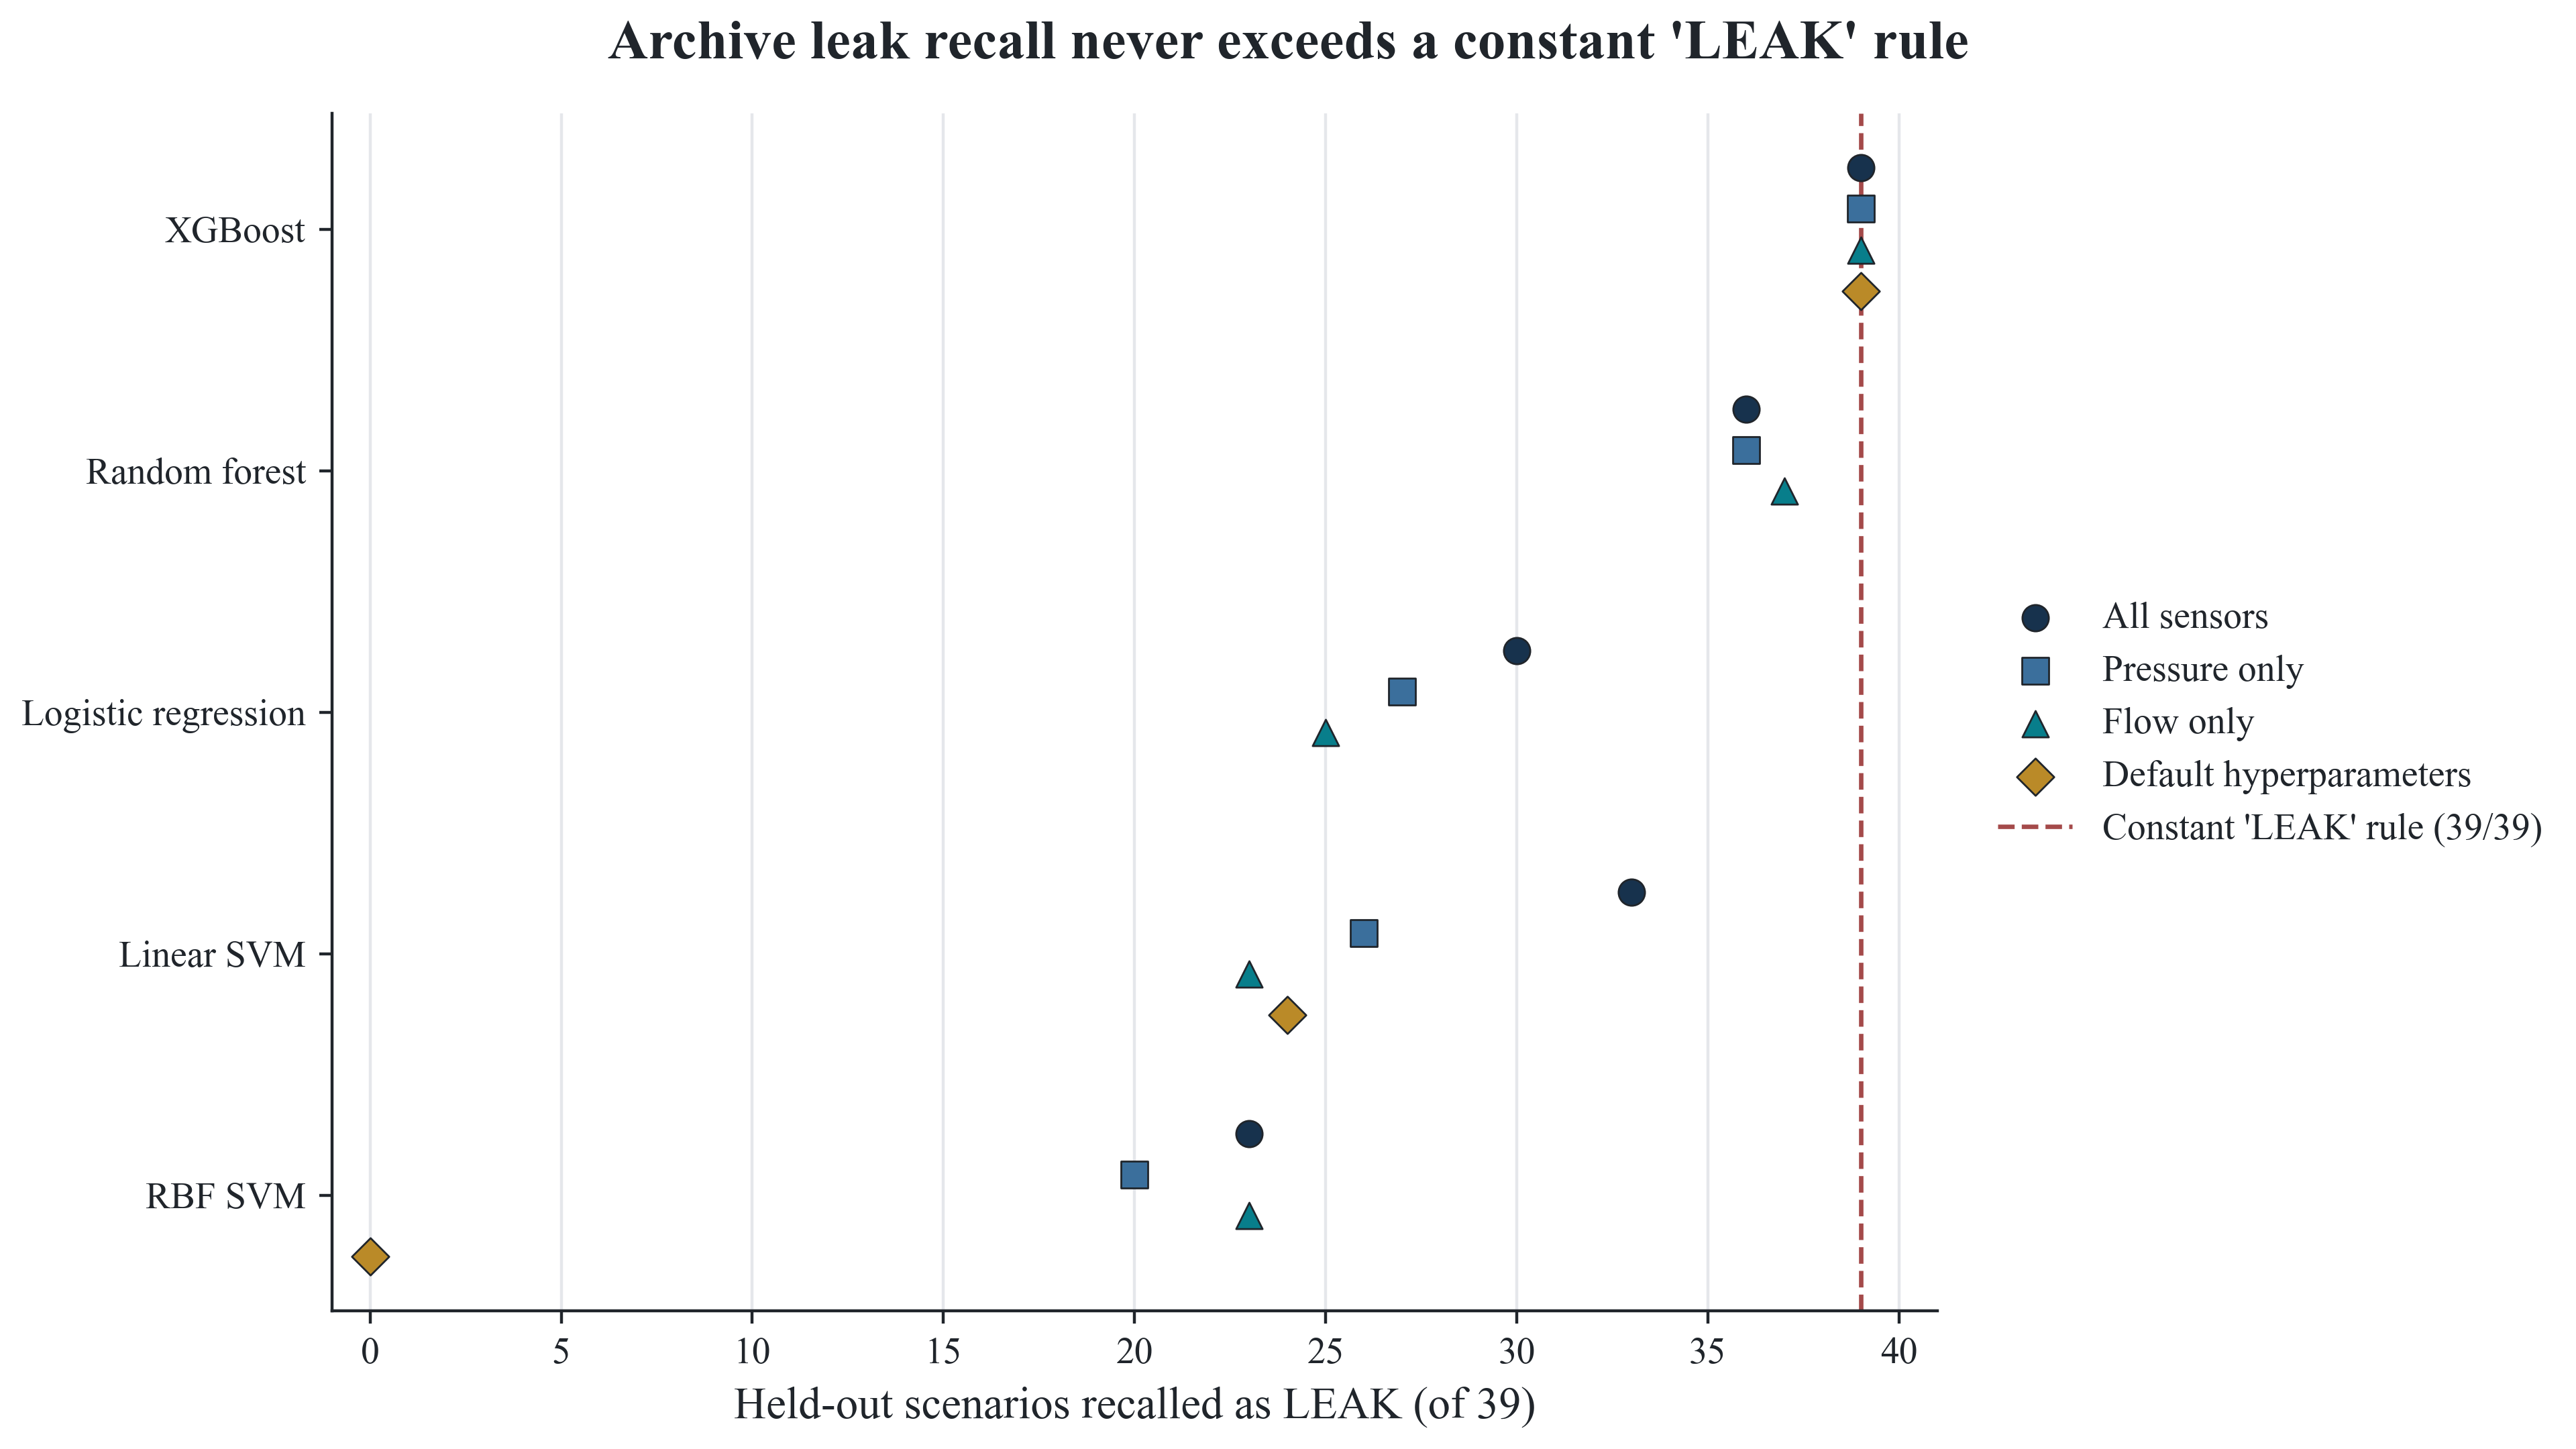 Archive leak recall never exceeds a constant 'LEAK' rule
XGBoost
Random forest
Logistic regression
Linear SVM
RBF SVM
All sensors
Pressure only
Flow only
Default hyperparameters
Constant 'LEAK' rule (39/39)
0 5 10 15 20 25 30 35 40
Held-out scenarios recalled as LEAK (of 39)